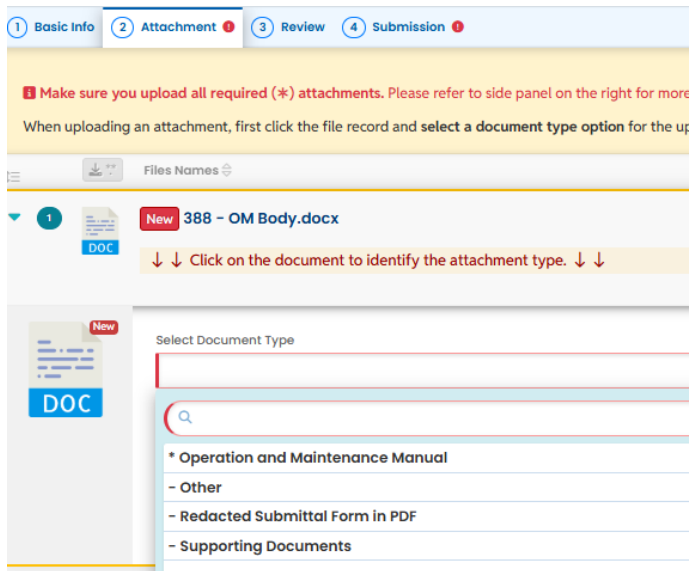 1 Basic Info 2 Attachment ! 3 Review 4 Submission !
Make sure you upload all required (*) attachments. Please refer to side panel on the right for more
When uploading an attachment, first click the file record and select a document type option for the up
Files Names
1 DOC New 388 - OM Body.docx
↓ ↓ Click on the document to identify the attachment type. ↓ ↓
New
DOC
Select Document Type
* Operation and Maintenance Manual
- Other
- Redacted Submittal Form in PDF
- Supporting Documents